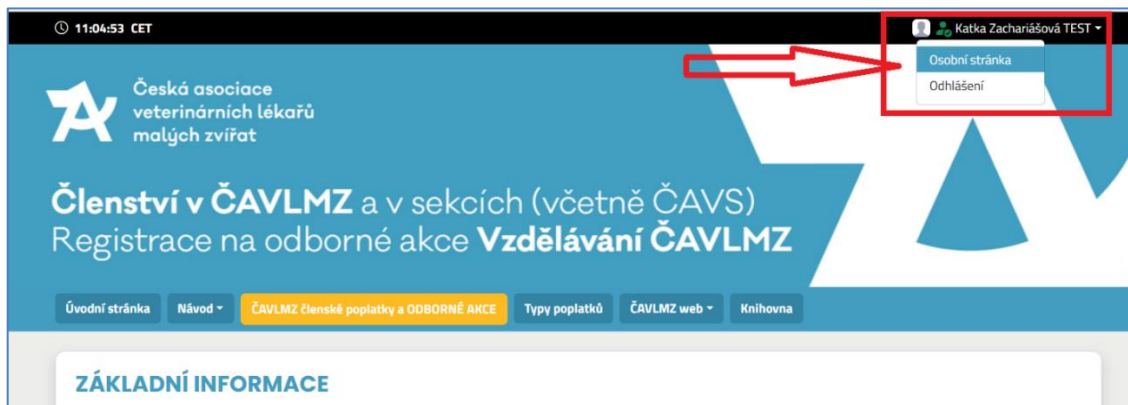 11:04:53 CET
Katka Zachariášová TEST
Osobní stránka
Odhlášení
Česká asociace
veterinárních lékařů
malých zvířat
Členství v ČAVLMZ a v sekcích (včetně ČAVS)
Registrace na odborné akce Vzdělávání ČAVLMZ
Úvodní stránka Návod ČAVLMZ členské poplatky a ODBORNÉ AKCE Typy poplatků ČAVLMZ web Knihovna
ZÁKLADNÍ INFORMACE